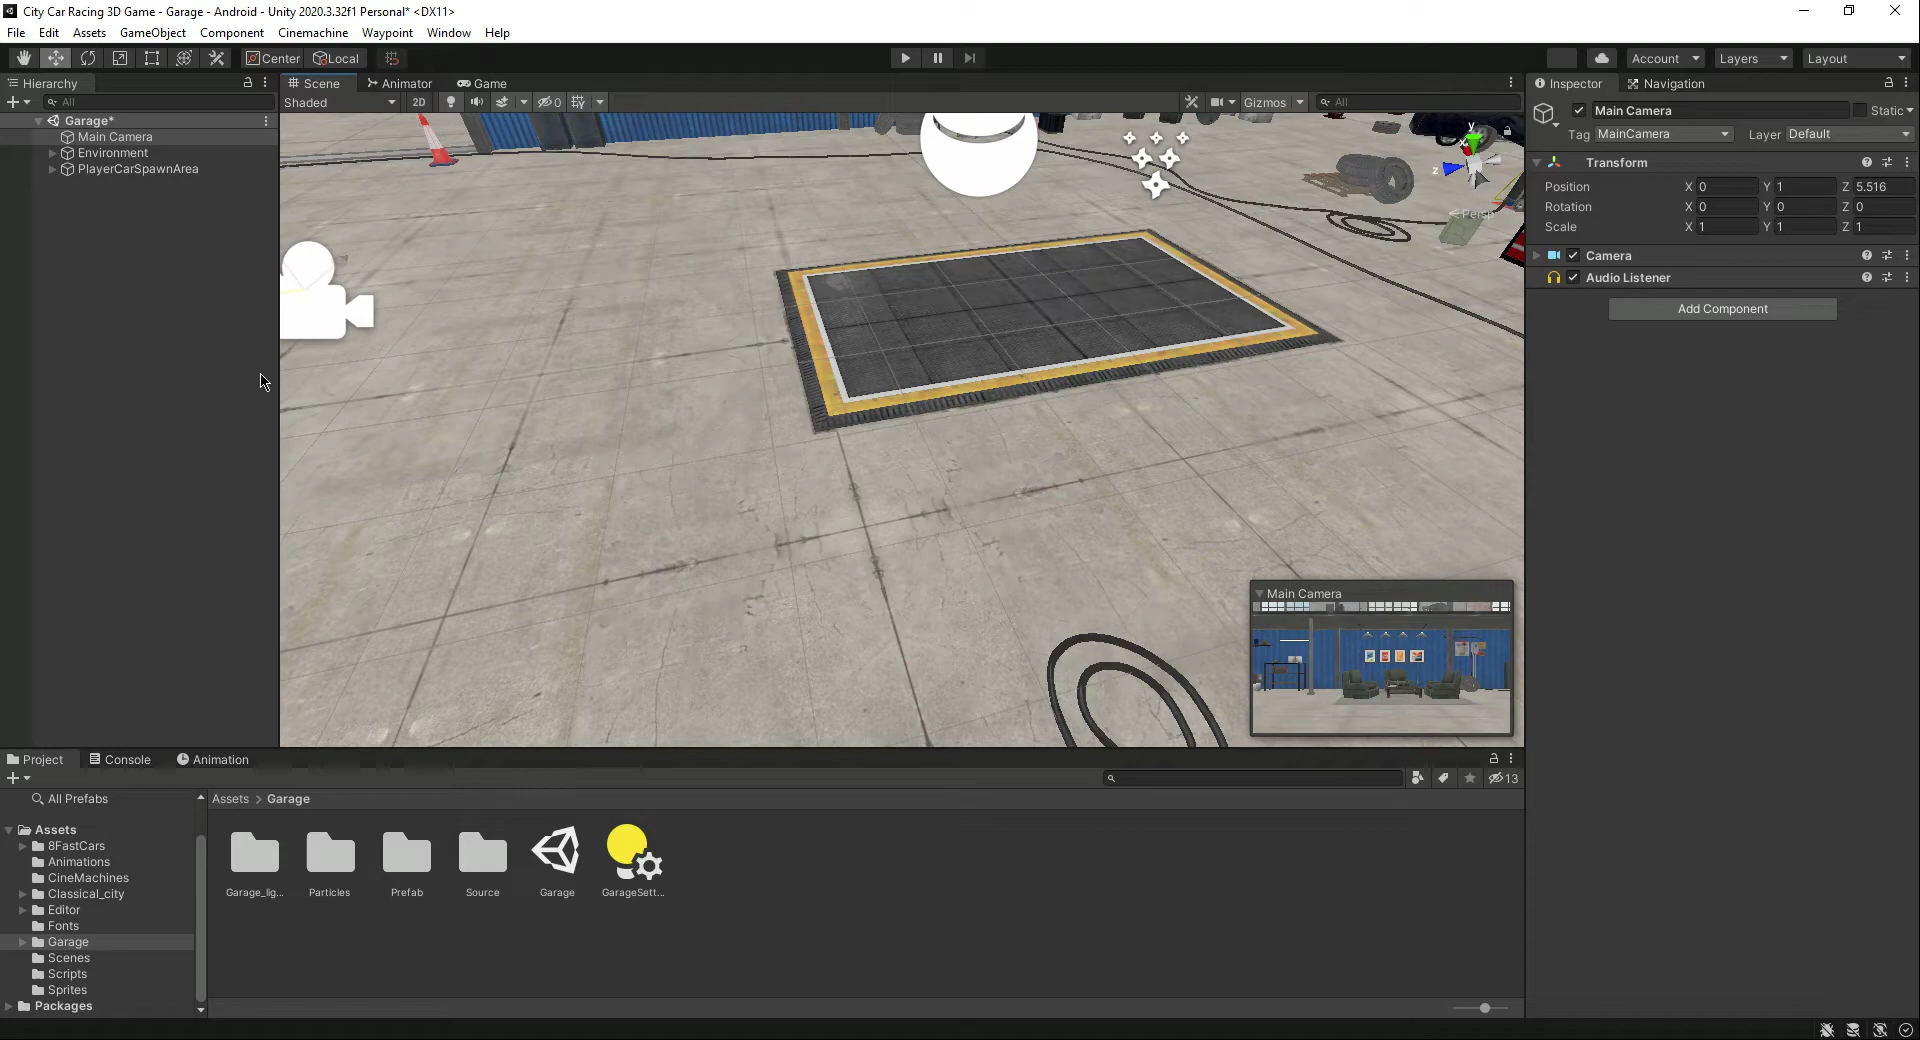 City Car Racing 3D Game - Garage - Android - Unity 2020.3.32f1 Personal* <DX11>
File Edit Assets GameObject Component Cinemachine Waypoint Window Help
Center Local Account Layers Layout
Hierarchy Scene Animator Game Inspector Navigation
All Shaded 2D 0 Gizmos All
Main Camera Static
Garage*
Main Camera
Environment
PlayerCarSpawnArea
Tag MainCamera Layer Default
Transform
Position X 0 Y 1 Z 5.516
Rotation X 0 Y 0 Z 0
Scale X 1 Y 1 Z 1
Camera
Audio Listener
Add Component
y
x
z
Persp
Main Camera
Project Console Animation
13
All Prefabs
Assets
8FastCars
Animations
CineMachines
Classical_city
Editor
Fonts
Garage
Scenes
Scripts
Sprites
Packages
Assets > Garage
Garage_lig... Particles Prefab Source Garage GarageSett...